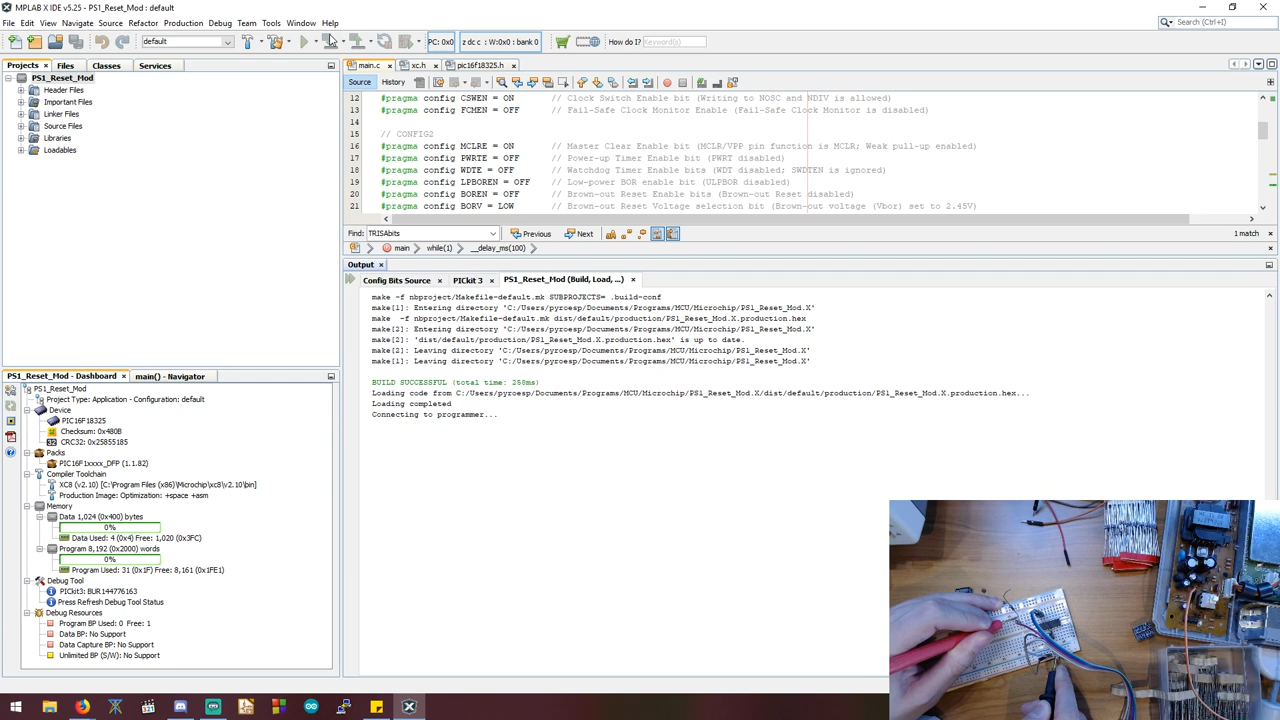 MPLAB X IDE v5.25 - PS1_Reset_Mod : default
File Edit View Navigate Source Refactor Production Debug Team Tools Window Help
Search (Ctrl+I)
default
PC: 0x0
z dc c : W:0x0 : bank 0
How do I?
Keyword(s)
Projects
Files
Classes
Services
PS1_Reset_Mod
Header Files
Important Files
Linker Files
Source Files
Libraries
Loadables
main.c
xc.h
pic16f18325.h
Source
History
12 #pragma config CSWEN = ON // Clock Switch Enable bit (Writing to NOSC and NDIV is allowed)
13 #pragma config FCMEN = OFF // Fail-Safe Clock Monitor Enable (Fail-Safe Clock Monitor is disabled)
14
15 // CONFIG2
16 #pragma config MCLRE = ON // Master Clear Enable bit (MCLR/VPP pin function is MCLR; Weak pull-up enabled)
17 #pragma config PWRTE = OFF // Power-up Timer Enable bit (PWRT disabled)
18 #pragma config WDTE = OFF // Watchdog Timer Enable bits (WDT disabled; SWDTEN is ignored)
19 #pragma config LPBOREN = OFF // Low-power BOR enable bit (ULPBOR disabled)
20 #pragma config BOREN = OFF // Brown-out Reset Enable bits (Brown-out Reset disabled)
21 #pragma config BORV = LOW // Brown-out Reset Voltage selection bit (Brown-out voltage (Vbor) set to 2.45V)
Find: TRISAbits
Previous
Next
1 match
main
while(1)
__delay_ms(100)
Output
Config Bits Source
PICkit 3
PS1_Reset_Mod (Build, Load, ...)
make -f nbproject/Makefile-default.mk SUBPROJECTS= .build-conf
make[1]: Entering directory 'C:/Users/pyroesp/Documents/Programs/MCU/Microchip/PS1_Reset_Mod.X'
make -f nbproject/Makefile-default.mk dist/default/production/PS1_Reset_Mod.X.production.hex
make[2]: Entering directory 'C:/Users/pyroesp/Documents/Programs/MCU/Microchip/PS1_Reset_Mod.X'
make[2]: 'dist/default/production/PS1_Reset_Mod.X.production.hex' is up to date.
make[2]: Leaving directory 'C:/Users/pyroesp/Documents/Programs/MCU/Microchip/PS1_Reset_Mod.X'
make[1]: Leaving directory 'C:/Users/pyroesp/Documents/Programs/MCU/Microchip/PS1_Reset_Mod.X'
BUILD SUCCESSFUL (total time: 258ms)
Loading code from C:/Users/pyroesp/Documents/Programs/MCU/Microchip/PS1_Reset_Mod.X/dist/default/production/PS1_Reset_Mod.X.production.hex...
Loading completed
Connecting to programmer...
PS1_Reset_Mod - Dashboard
main() - Navigator
PS1_Reset_Mod
Project Type: Application - Configuration: default
Device
PIC16F18325
Checksum: 0x480B
CRC32: 0x25855185
Packs
PIC16F1xxxx_DFP (1.1.82)
Compiler Toolchain
XC8 (v2.10) [C:\Program Files (x86)\Microchip\xc8\v2.10\bin]
Production Image: Optimization: +space +asm
Memory
Data 1,024 (0x400) bytes
0%
Data Used: 4 (0x4) Free: 1,020 (0x3FC)
Program 8,192 (0x2000) words
0%
Program Used: 31 (0x1F) Free: 8,161 (0x1FE1)
Debug Tool
PICkit3: BUR144776163
Press Refresh Debug Tool Status
Debug Resources
Program BP Used: 0 Free: 1
Data BP: No Support
Data Capture BP: No Support
Unlimited BP (S/W): No Support